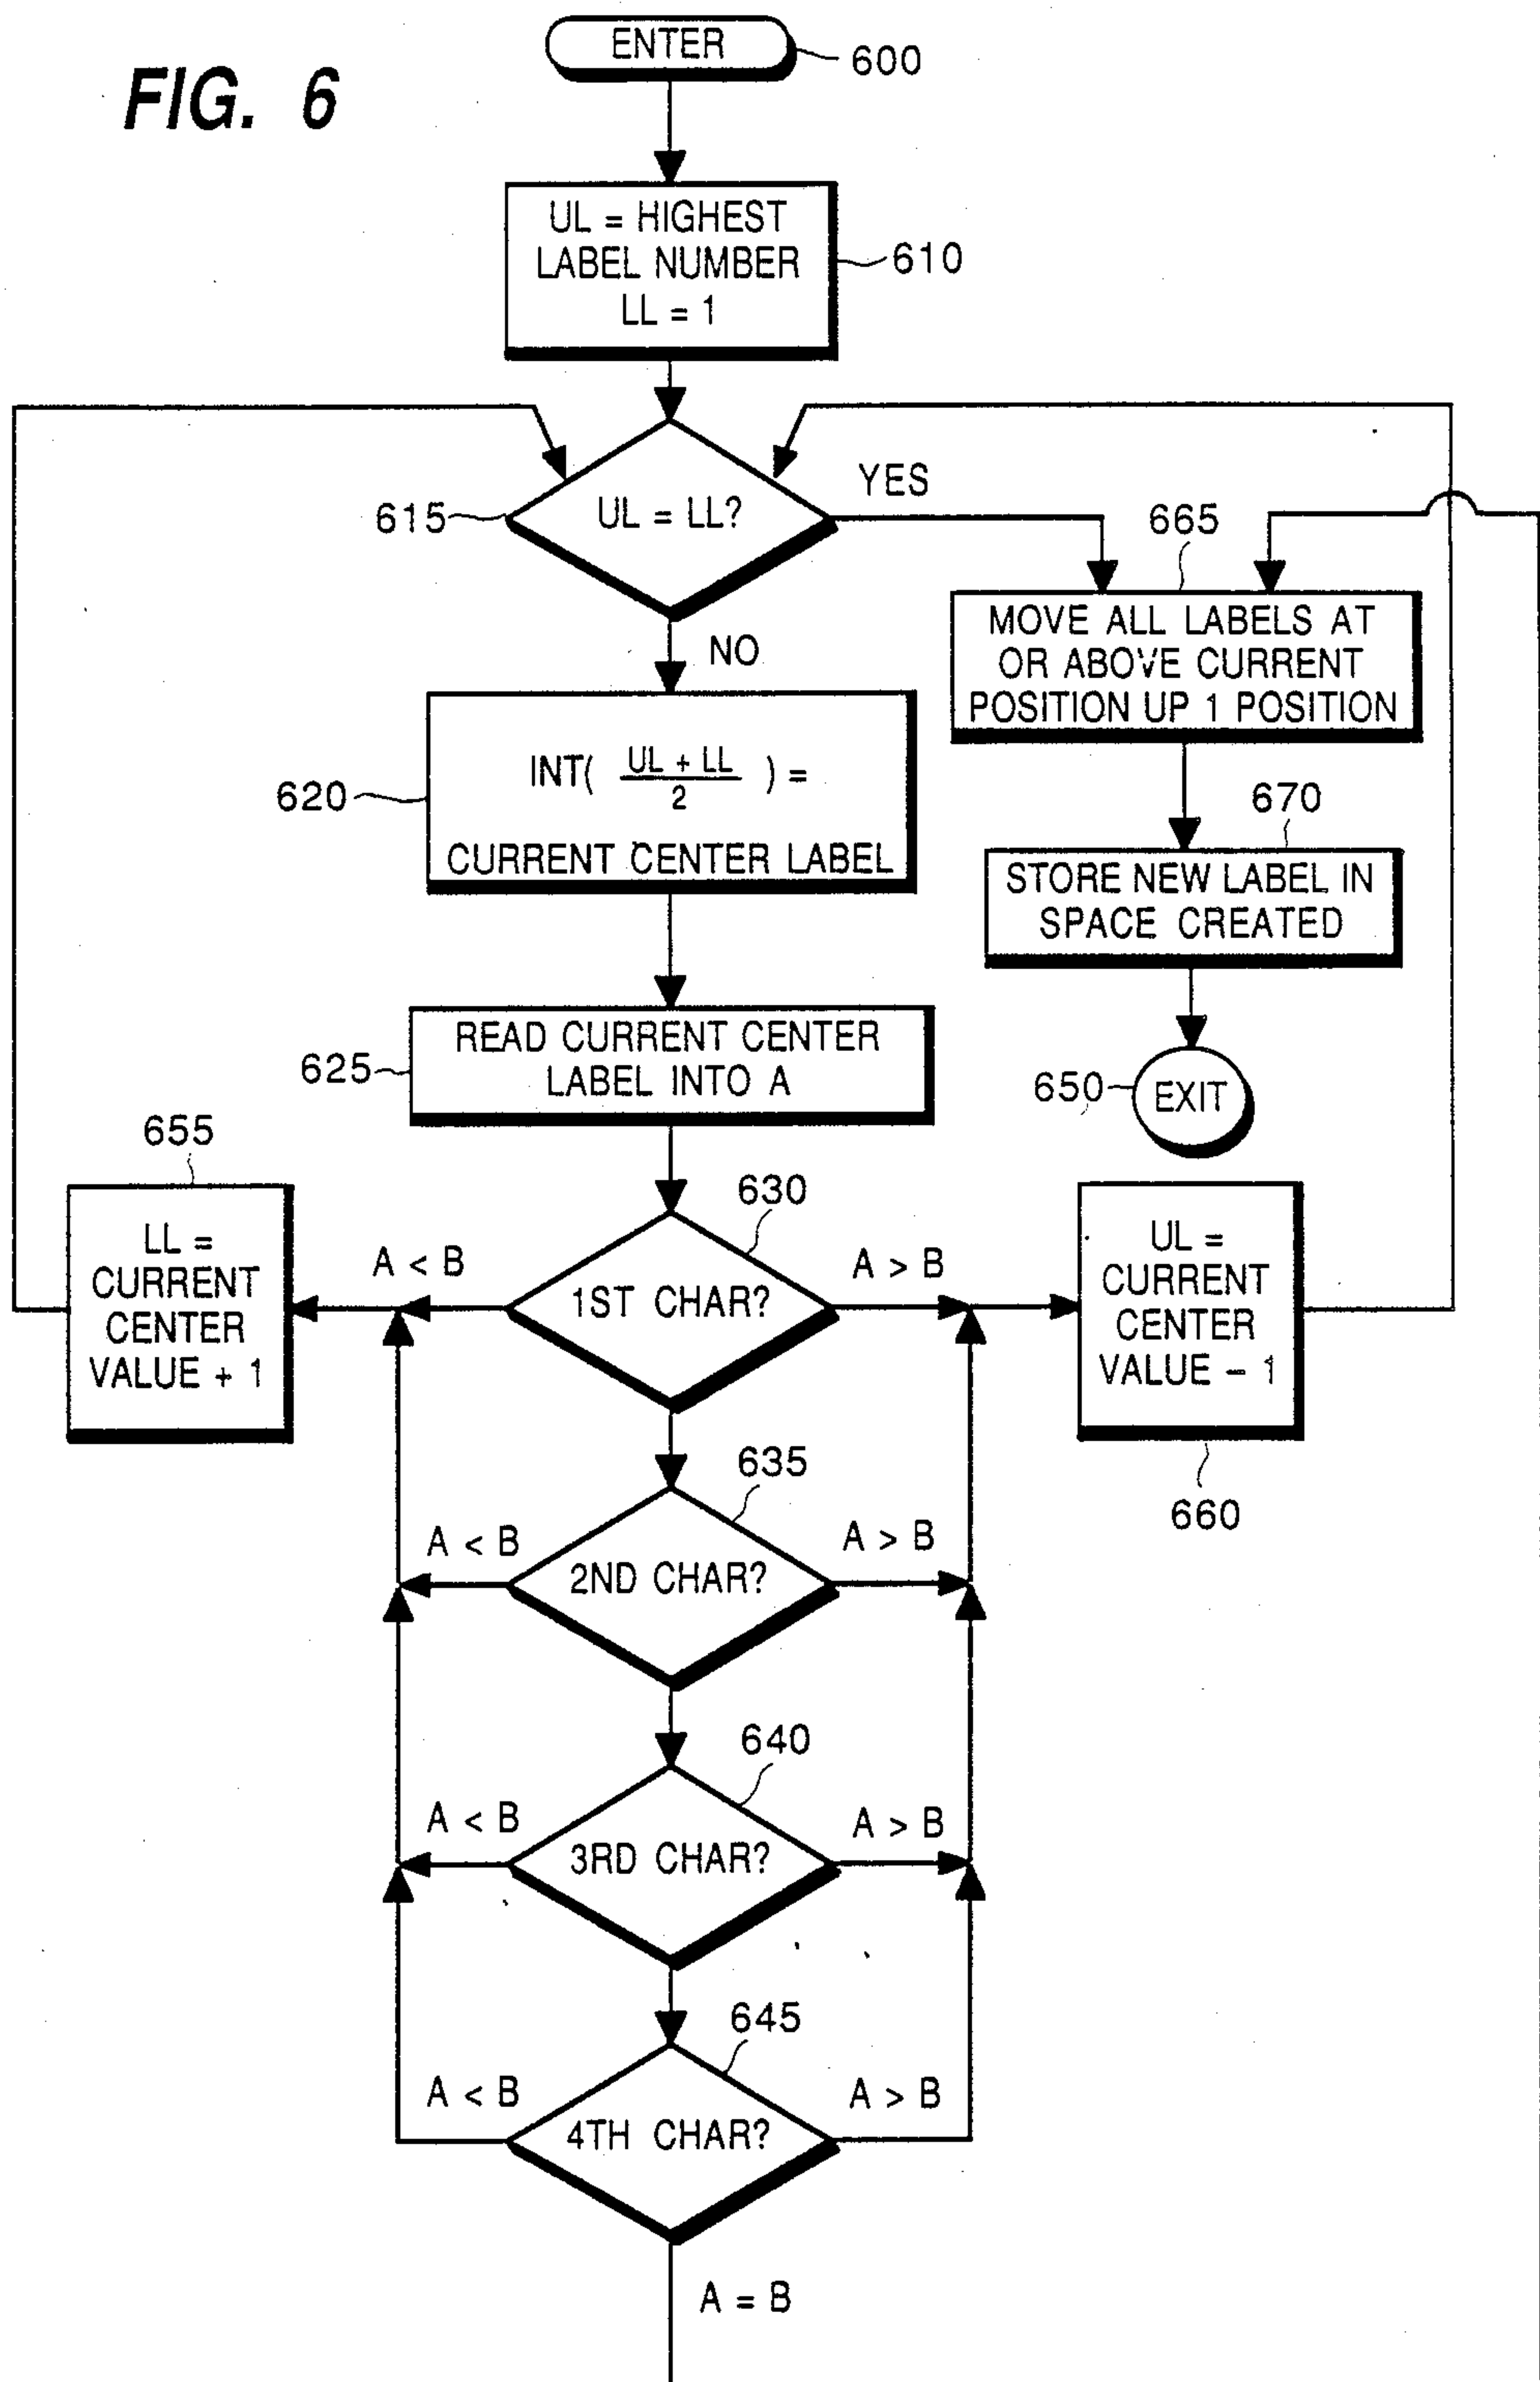 FIG. 6
ENTER
600
UL = HIGHEST
LABEL NUMBER
LL = 1
610
UL = LL?
615
YES
NO
665
MOVE ALL LABELS AT
OR ABOVE CURRENT
POSITION UP 1 POSITION
INT( UL + LL / 2 ) =
CURRENT CENTER LABEL
620
670
STORE NEW LABEL IN
SPACE CREATED
READ CURRENT CENTER
LABEL INTO A
625
650
EXIT
655
LL =
CURRENT
CENTER
VALUE + 1
630
A < B
1ST CHAR?
A > B
UL =
CURRENT
CENTER
VALUE - 1
660
635
A < B
2ND CHAR?
A > B
640
A < B
3RD CHAR?
A > B
645
A < B
4TH CHAR?
A > B
A = B